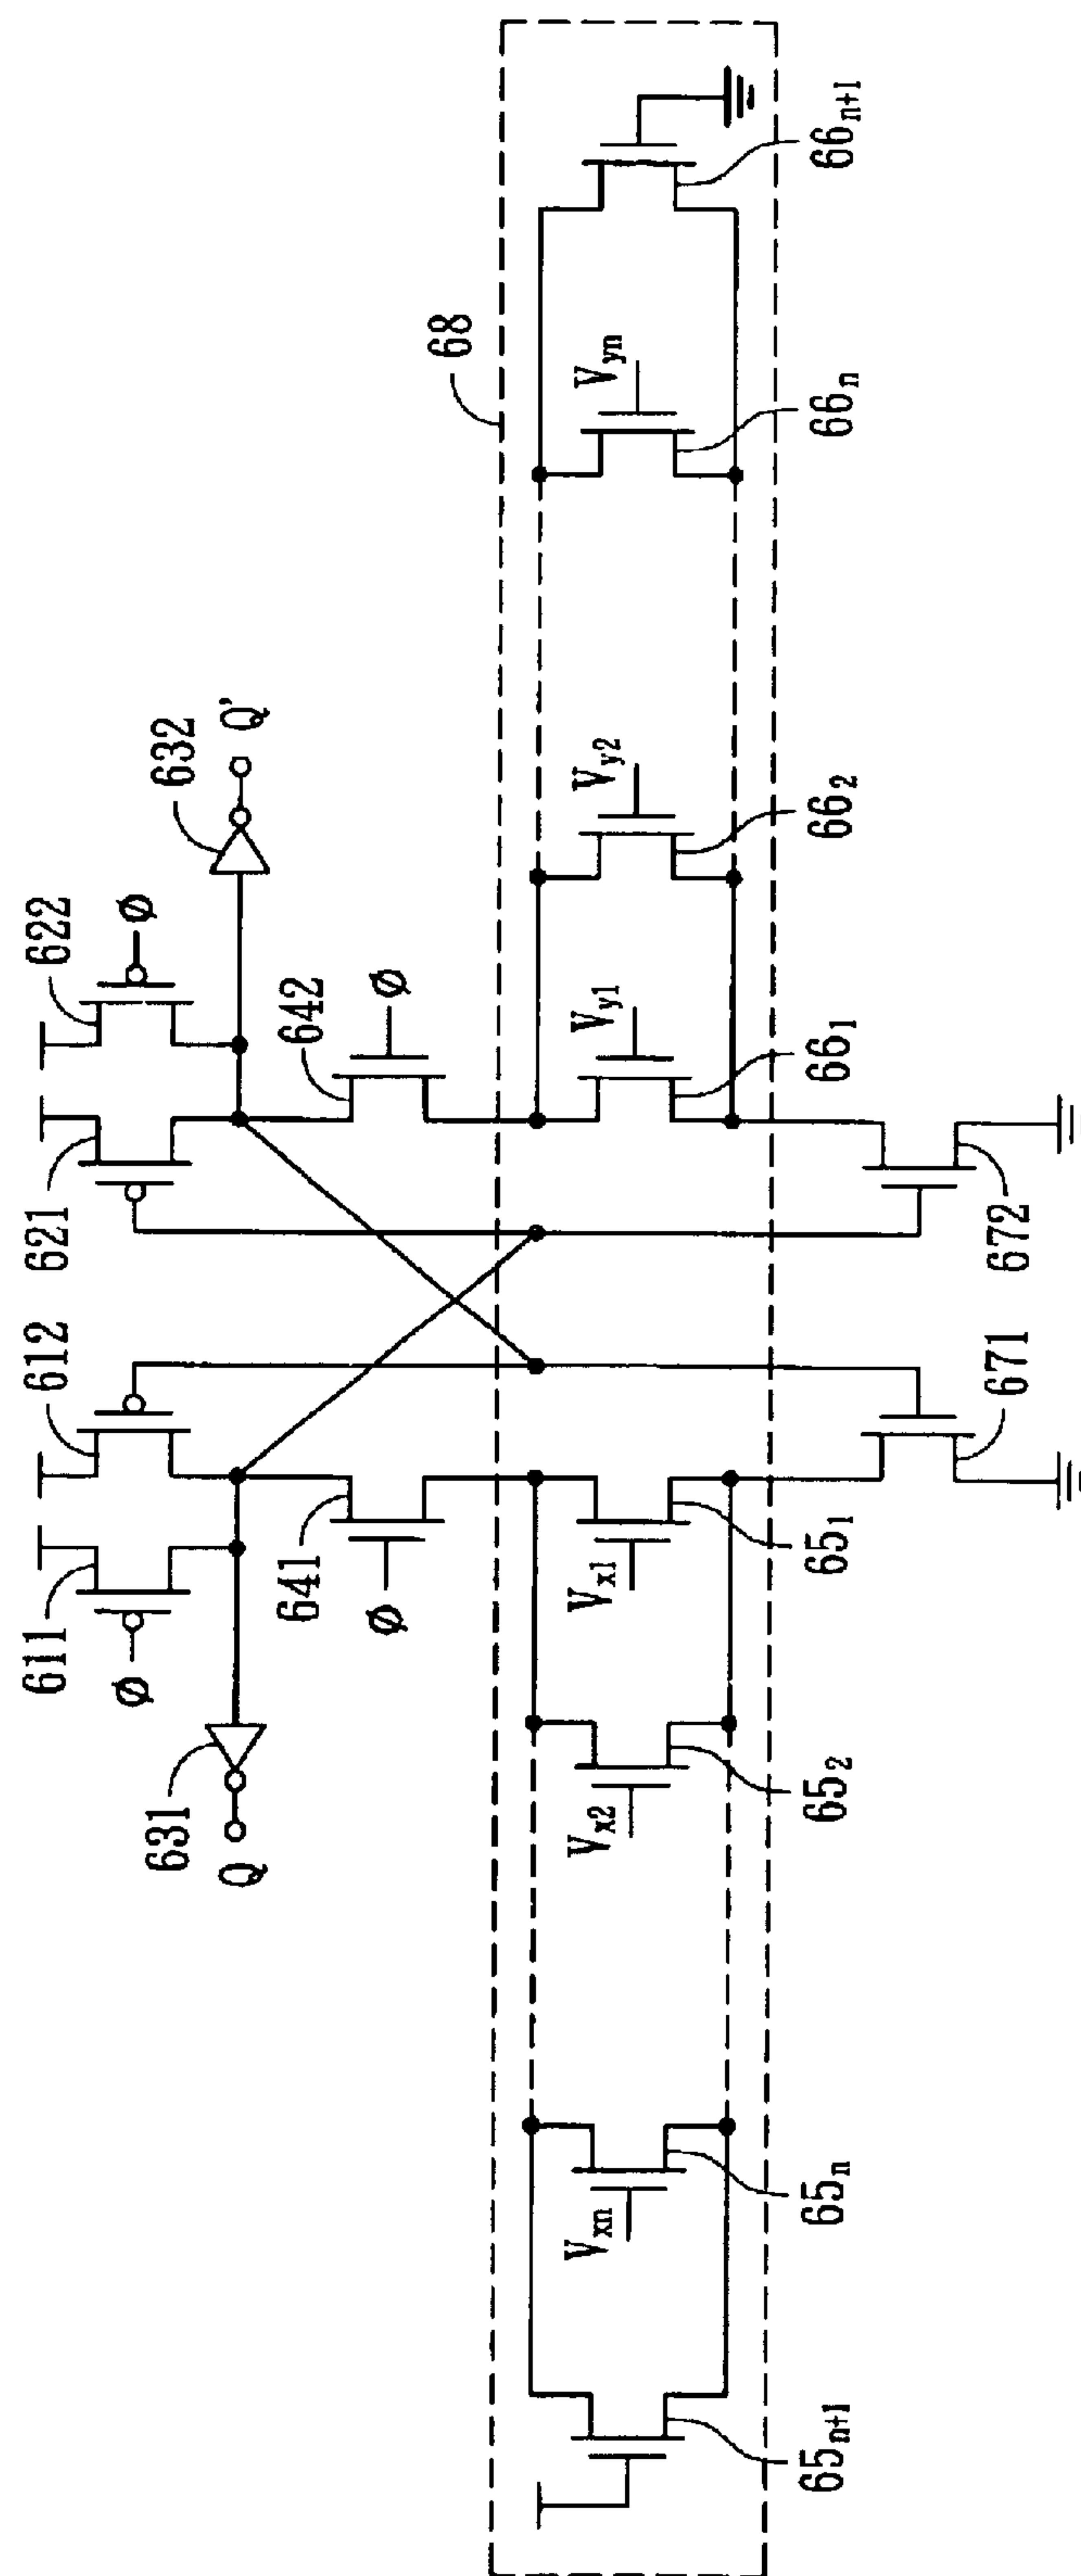 611
612
621
622
Ø
Ø
631
632
Q
Q'
641
642
Ø
Ø
68
V_xn
V_x2
V_x1
V_y1
V_y2
V_yn
65_n+1
65_n
65_2
65_1
671
672
66_1
66_2
66_n
66_n+1